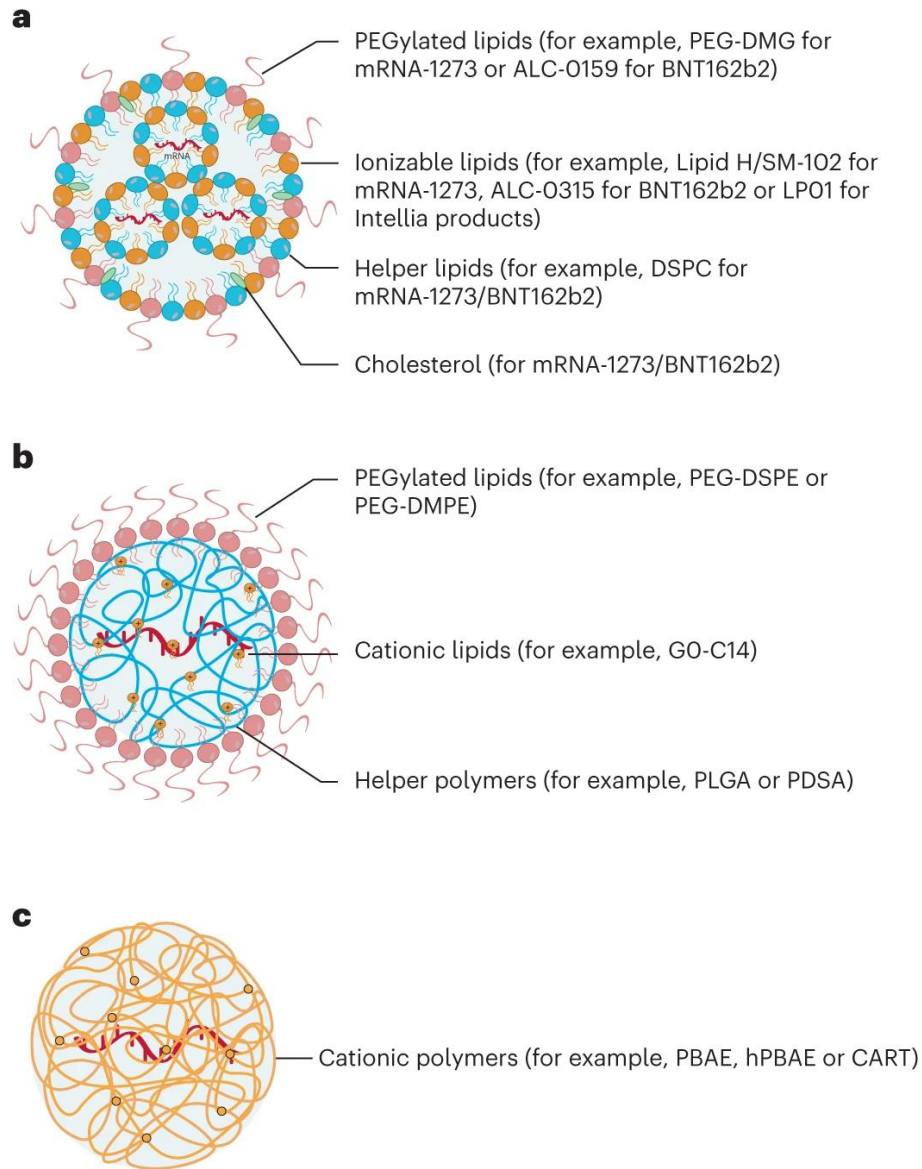 a
PEGylated lipids (for example, PEG-DMG for
mRNA-1273 or ALC-0159 for BNT162b2)
mRNA
Ionizable lipids (for example, Lipid H/SM-102 for
mRNA-1273, ALC-0315 for BNT162b2 or LP01 for
Intellia products)
Helper lipids (for example, DSPC for
mRNA-1273/BNT162b2)
Cholesterol (for mRNA-1273/BNT162b2)
b
PEGylated lipids (for example, PEG-DSPE or
PEG-DMPE)
Cationic lipids (for example, G0-C14)
Helper polymers (for example, PLGA or PDSA)
c
Cationic polymers (for example, PBAE, hPBAE or CART)